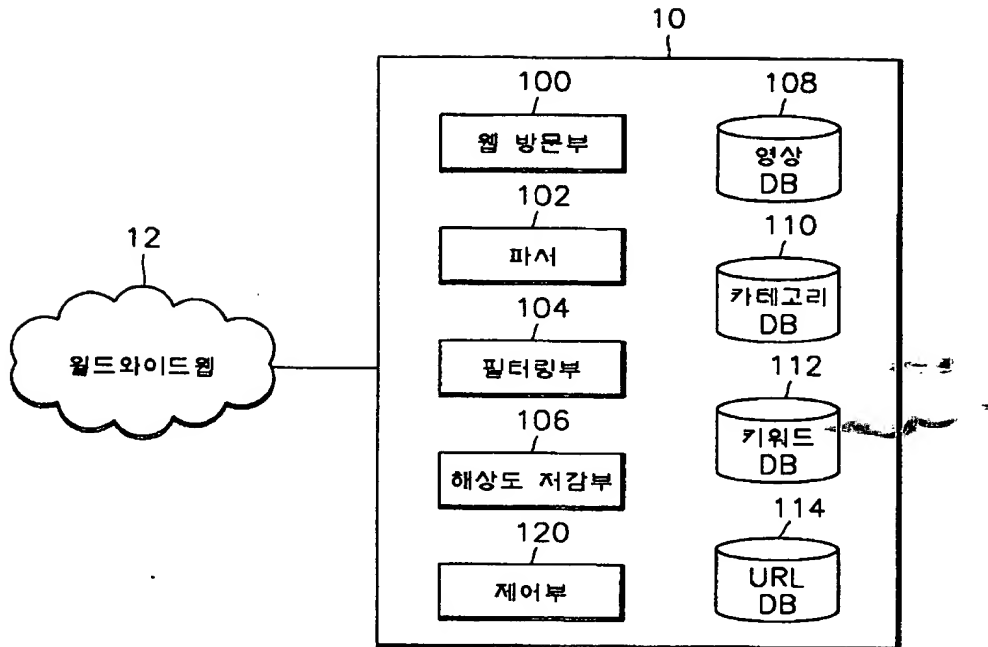 10
100
웹 방문부
108
영상
DB
102
파서
110
카테고리
DB
12
월드와이드웹
104
필터링부
112
키워드
DB
106
해상도 저감부
114
URL
DB
120
제어부